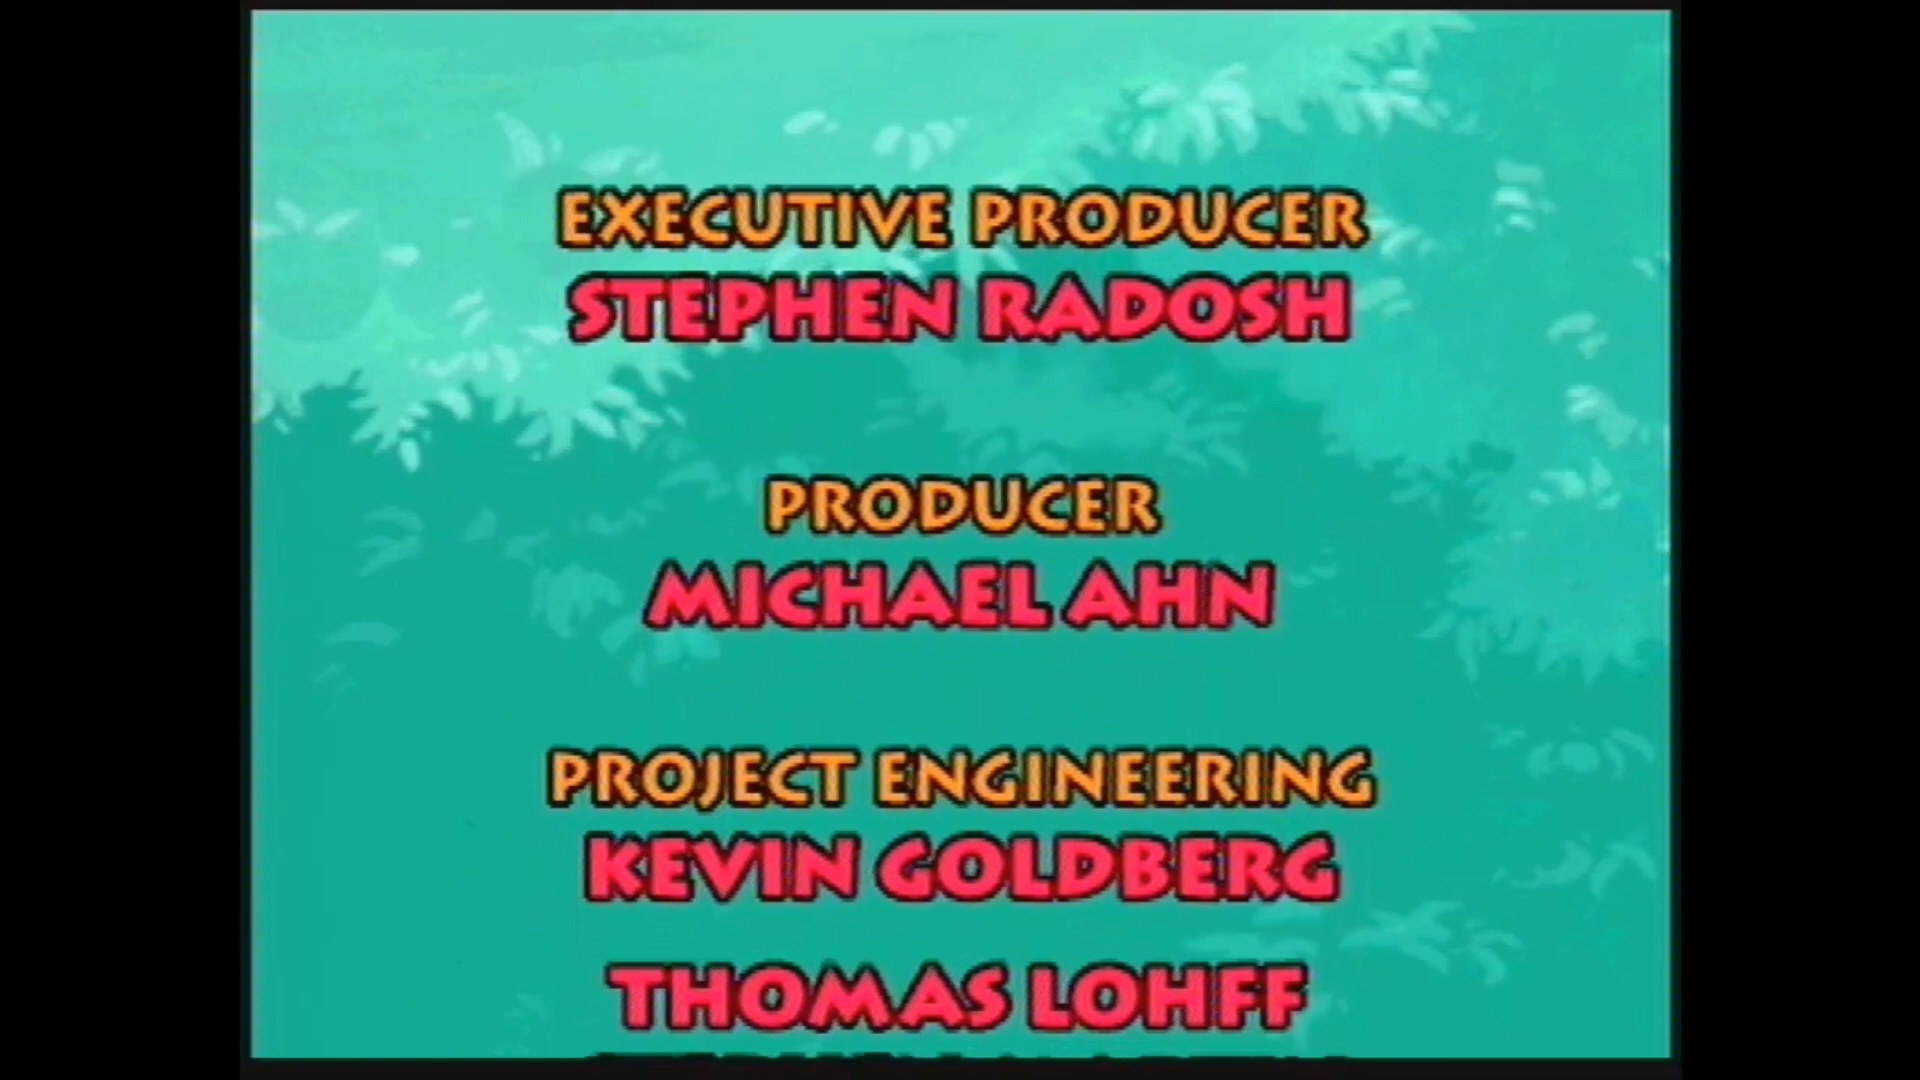 EXECUTIVE PRODUCER
STEPHEN RADOSH
PRODUCER
MICHAEL AHN
PROJECT ENGINEERING
KEVIN GOLDBERG
THOMAS LOHFF